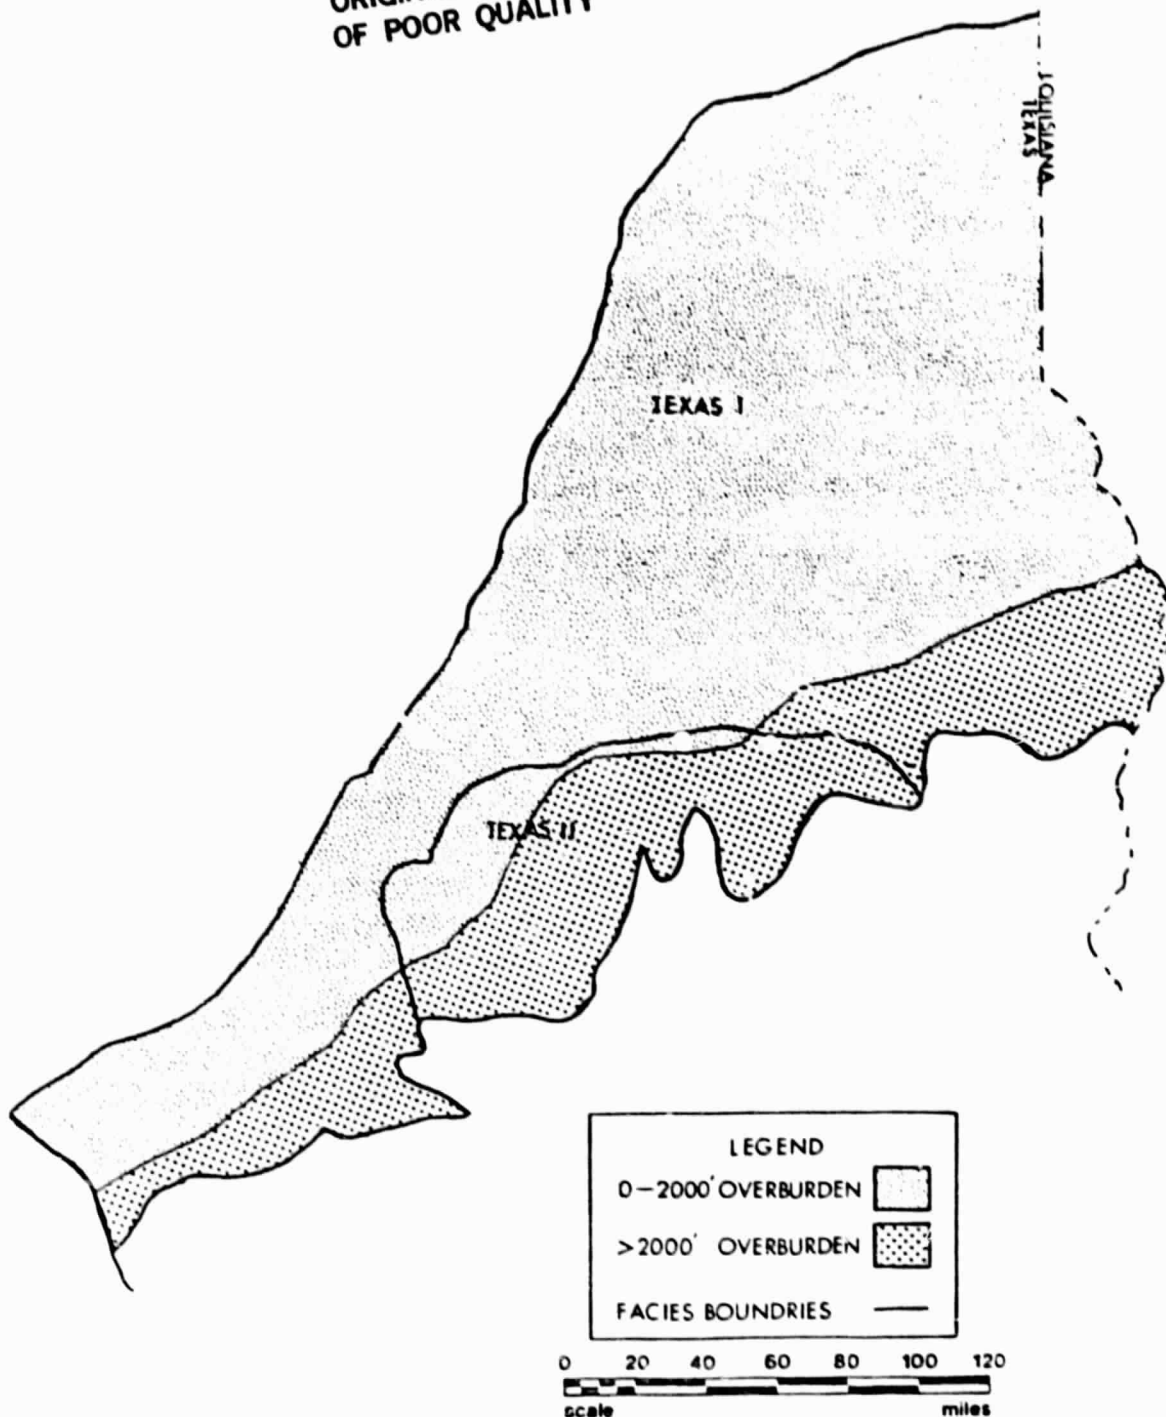 OF POOR QUALITY
LOUISIANA
TEXAS
TEXAS I
TEXAS II
LEGEND
0-2000' OVERBURDEN
>2000' OVERBURDEN
FACIES BOUNDRIES
0 20 40 60 80 100 120
scale miles